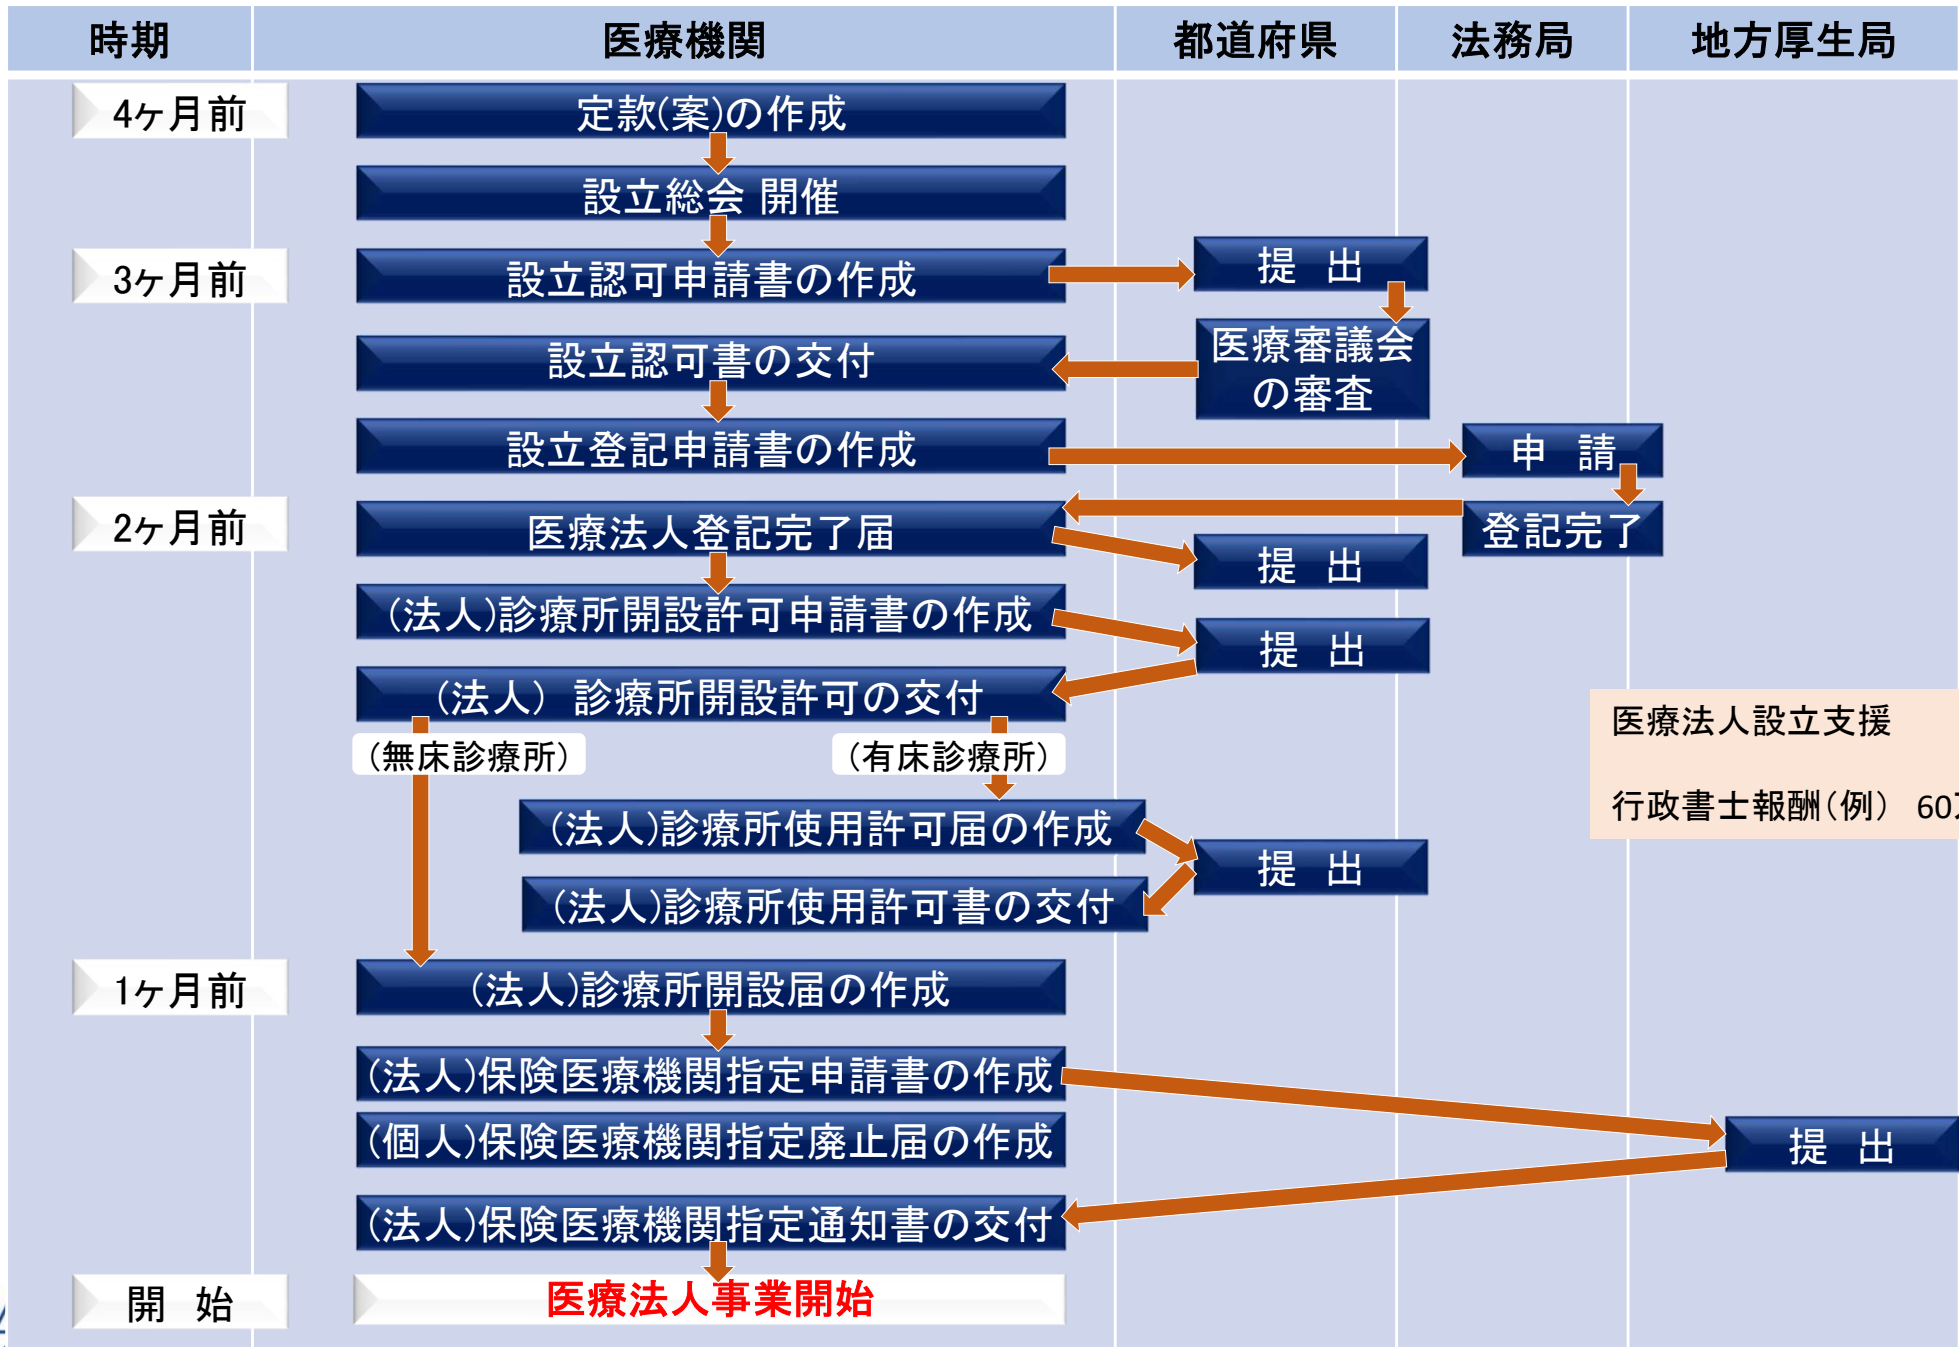 時期 医療機関 都道府県 法務局 地方厚生局
4ヶ月前 定款(案)の作成
設立総会 開催
3ヶ月前 設立認可申請書の作成 提 出
設立認可書の交付 医療審議会
の審査
設立登記申請書の作成 申 請
2ヶ月前 医療法人登記完了届 登記完了
提 出
(法人)診療所開設許可申請書の作成 提 出
(法人) 診療所開設許可の交付
(無床診療所) (有床診療所)
医療法人設立支援
行政書士報酬(例) 60
(法人)診療所使用許可届の作成
提 出
(法人)診療所使用許可書の交付
1ヶ月前 (法人)診療所開設届の作成
(法人)保険医療機関指定申請書の作成
(個人)保険医療機関指定廃止届の作成 提 出
(法人)保険医療機関指定通知書の交付
開 始 医療法人事業開始